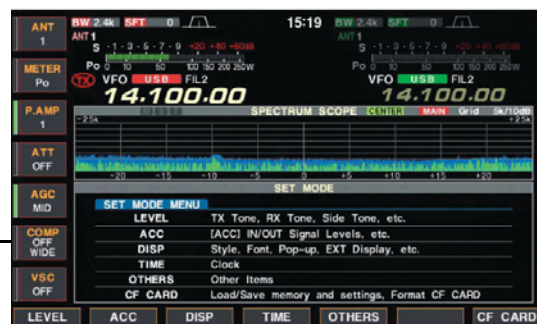 ANT
1
METER
Po
P.AMP
1
ATT
OFF
AGC
MID
COMP
OFF
WIDE
VSC
OFF
BW 2.4k SFT 0
15:19
BW 2.4k SFT 0
ANT 1
ANT 1
S -1-3-5-7-9 +20 +40 +60dB
S -1-3-5-7-9 +20 +40 +60dB
Po 0 10 50 100 150 200 250W
Po 0 10 50 100 150 200 250W
TX VFO USB FIL2
VFO USB FIL2
14.100.00
14.100.00
SPECTRUM SCOPE CENTER MAIN Grid 5k/10dB
-25k +25k
-20 -15 -10 -5 0 +5 +10 +15 +20
SET MODE
SET MODE MENU
LEVEL TX Tone, RX Tone, Side Tone, etc.
ACC [ACC] IN/OUT Signal Levels, etc.
DISP Style, Font, Pop-up, EXT Display, etc.
TIME Clock
OTHERS Other Items
CF CARD Load/Save memory and settings, Format CF CARD
LEVEL ACC DISP TIME OTHERS CF CARD